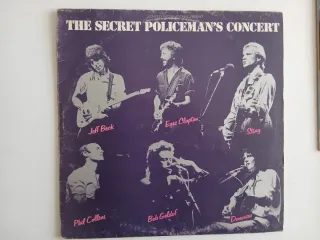 THE SECRET POLICEMAN'S CONCERT
Jeff Beck
Eric Clapton
Sting
Phil Collins
Bob Geldof
Donovan